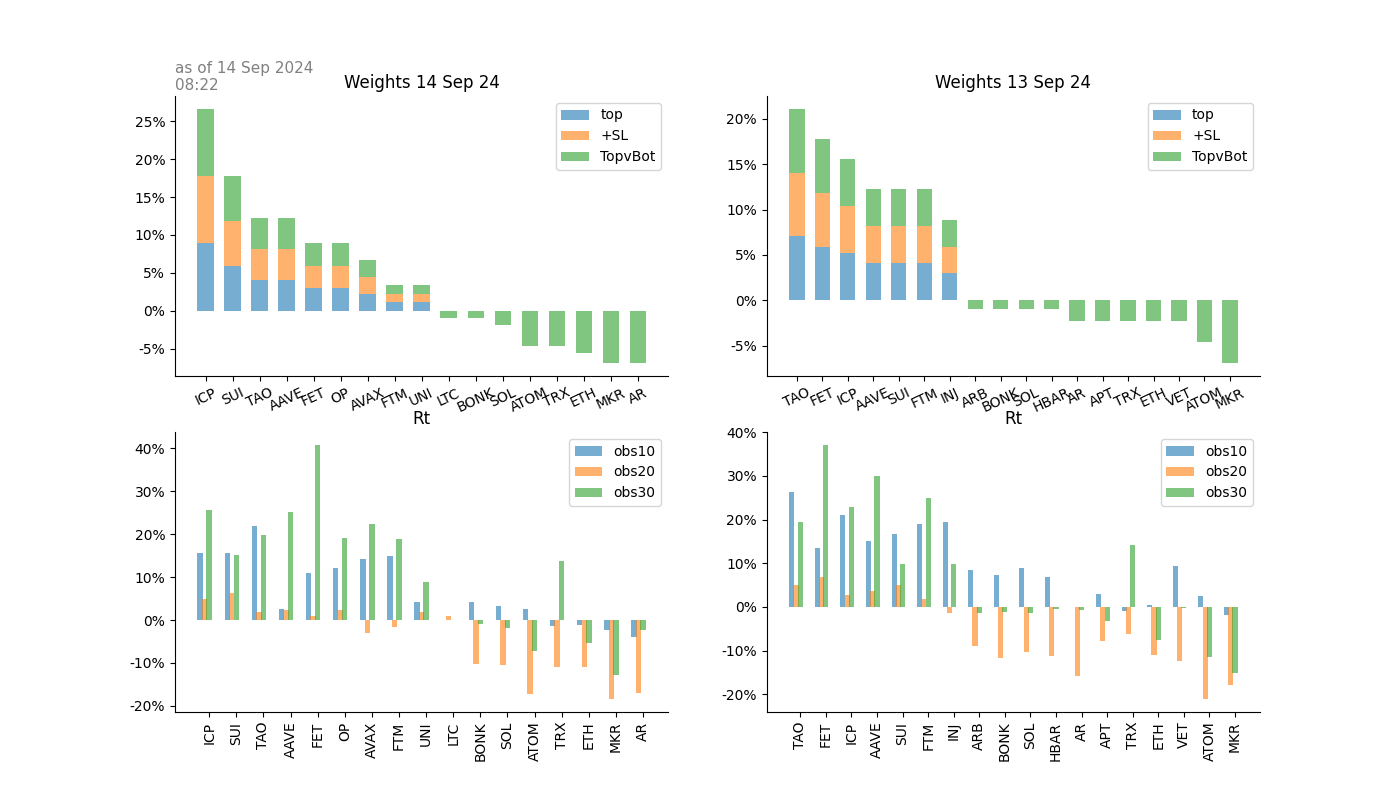 as of 14 Sep 2024
08:22
Weights 14 Sep 24
25%
20%
15%
10%
5%
0%
-5%
top
+SL
TopvBot
ICP SUI TAO AAVE FET OP AVAX FTM UNI LTC BONK SOL ATOM TRX ETH MKR AR
Weights 13 Sep 24
20%
15%
10%
5%
0%
-5%
top
+SL
TopvBot
TAO FET ICP AAVE SUI FTM INJ ARB BONK SOL HBAR AR APT TRX ETH VET ATOM MKR
Rt
40%
30%
20%
10%
0%
-10%
-20%
obs10
obs20
obs30
ICP SUI TAO AAVE FET OP AVAX FTM UNI LTC BONK SOL ATOM TRX ETH MKR AR
Rt
40%
30%
20%
10%
0%
-10%
-20%
obs10
obs20
obs30
TAO FET ICP AAVE SUI FTM INJ ARB BONK SOL HBAR AR APT TRX ETH VET ATOM MKR